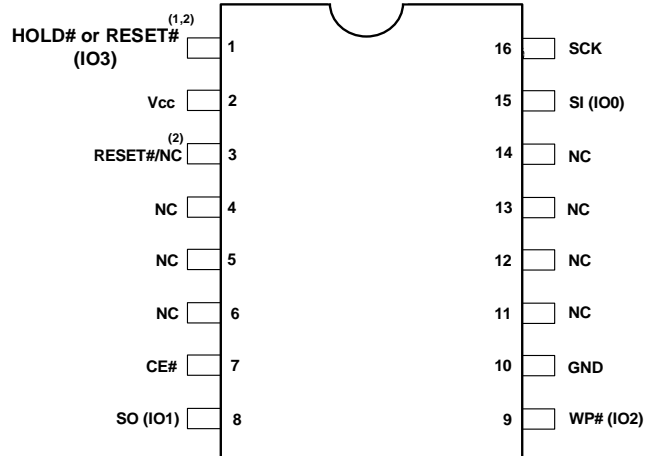 (1,2)
HOLD# or RESET# 1 16 SCK
(IO3)
Vcc 2 15 SI (IO0)
(2)
RESET#/NC 3 14 NC
NC 4 13 NC
NC 5 12 NC
NC 6 11 NC
CE# 7 10 GND
SO (IO1) 8 9 WP# (IO2)